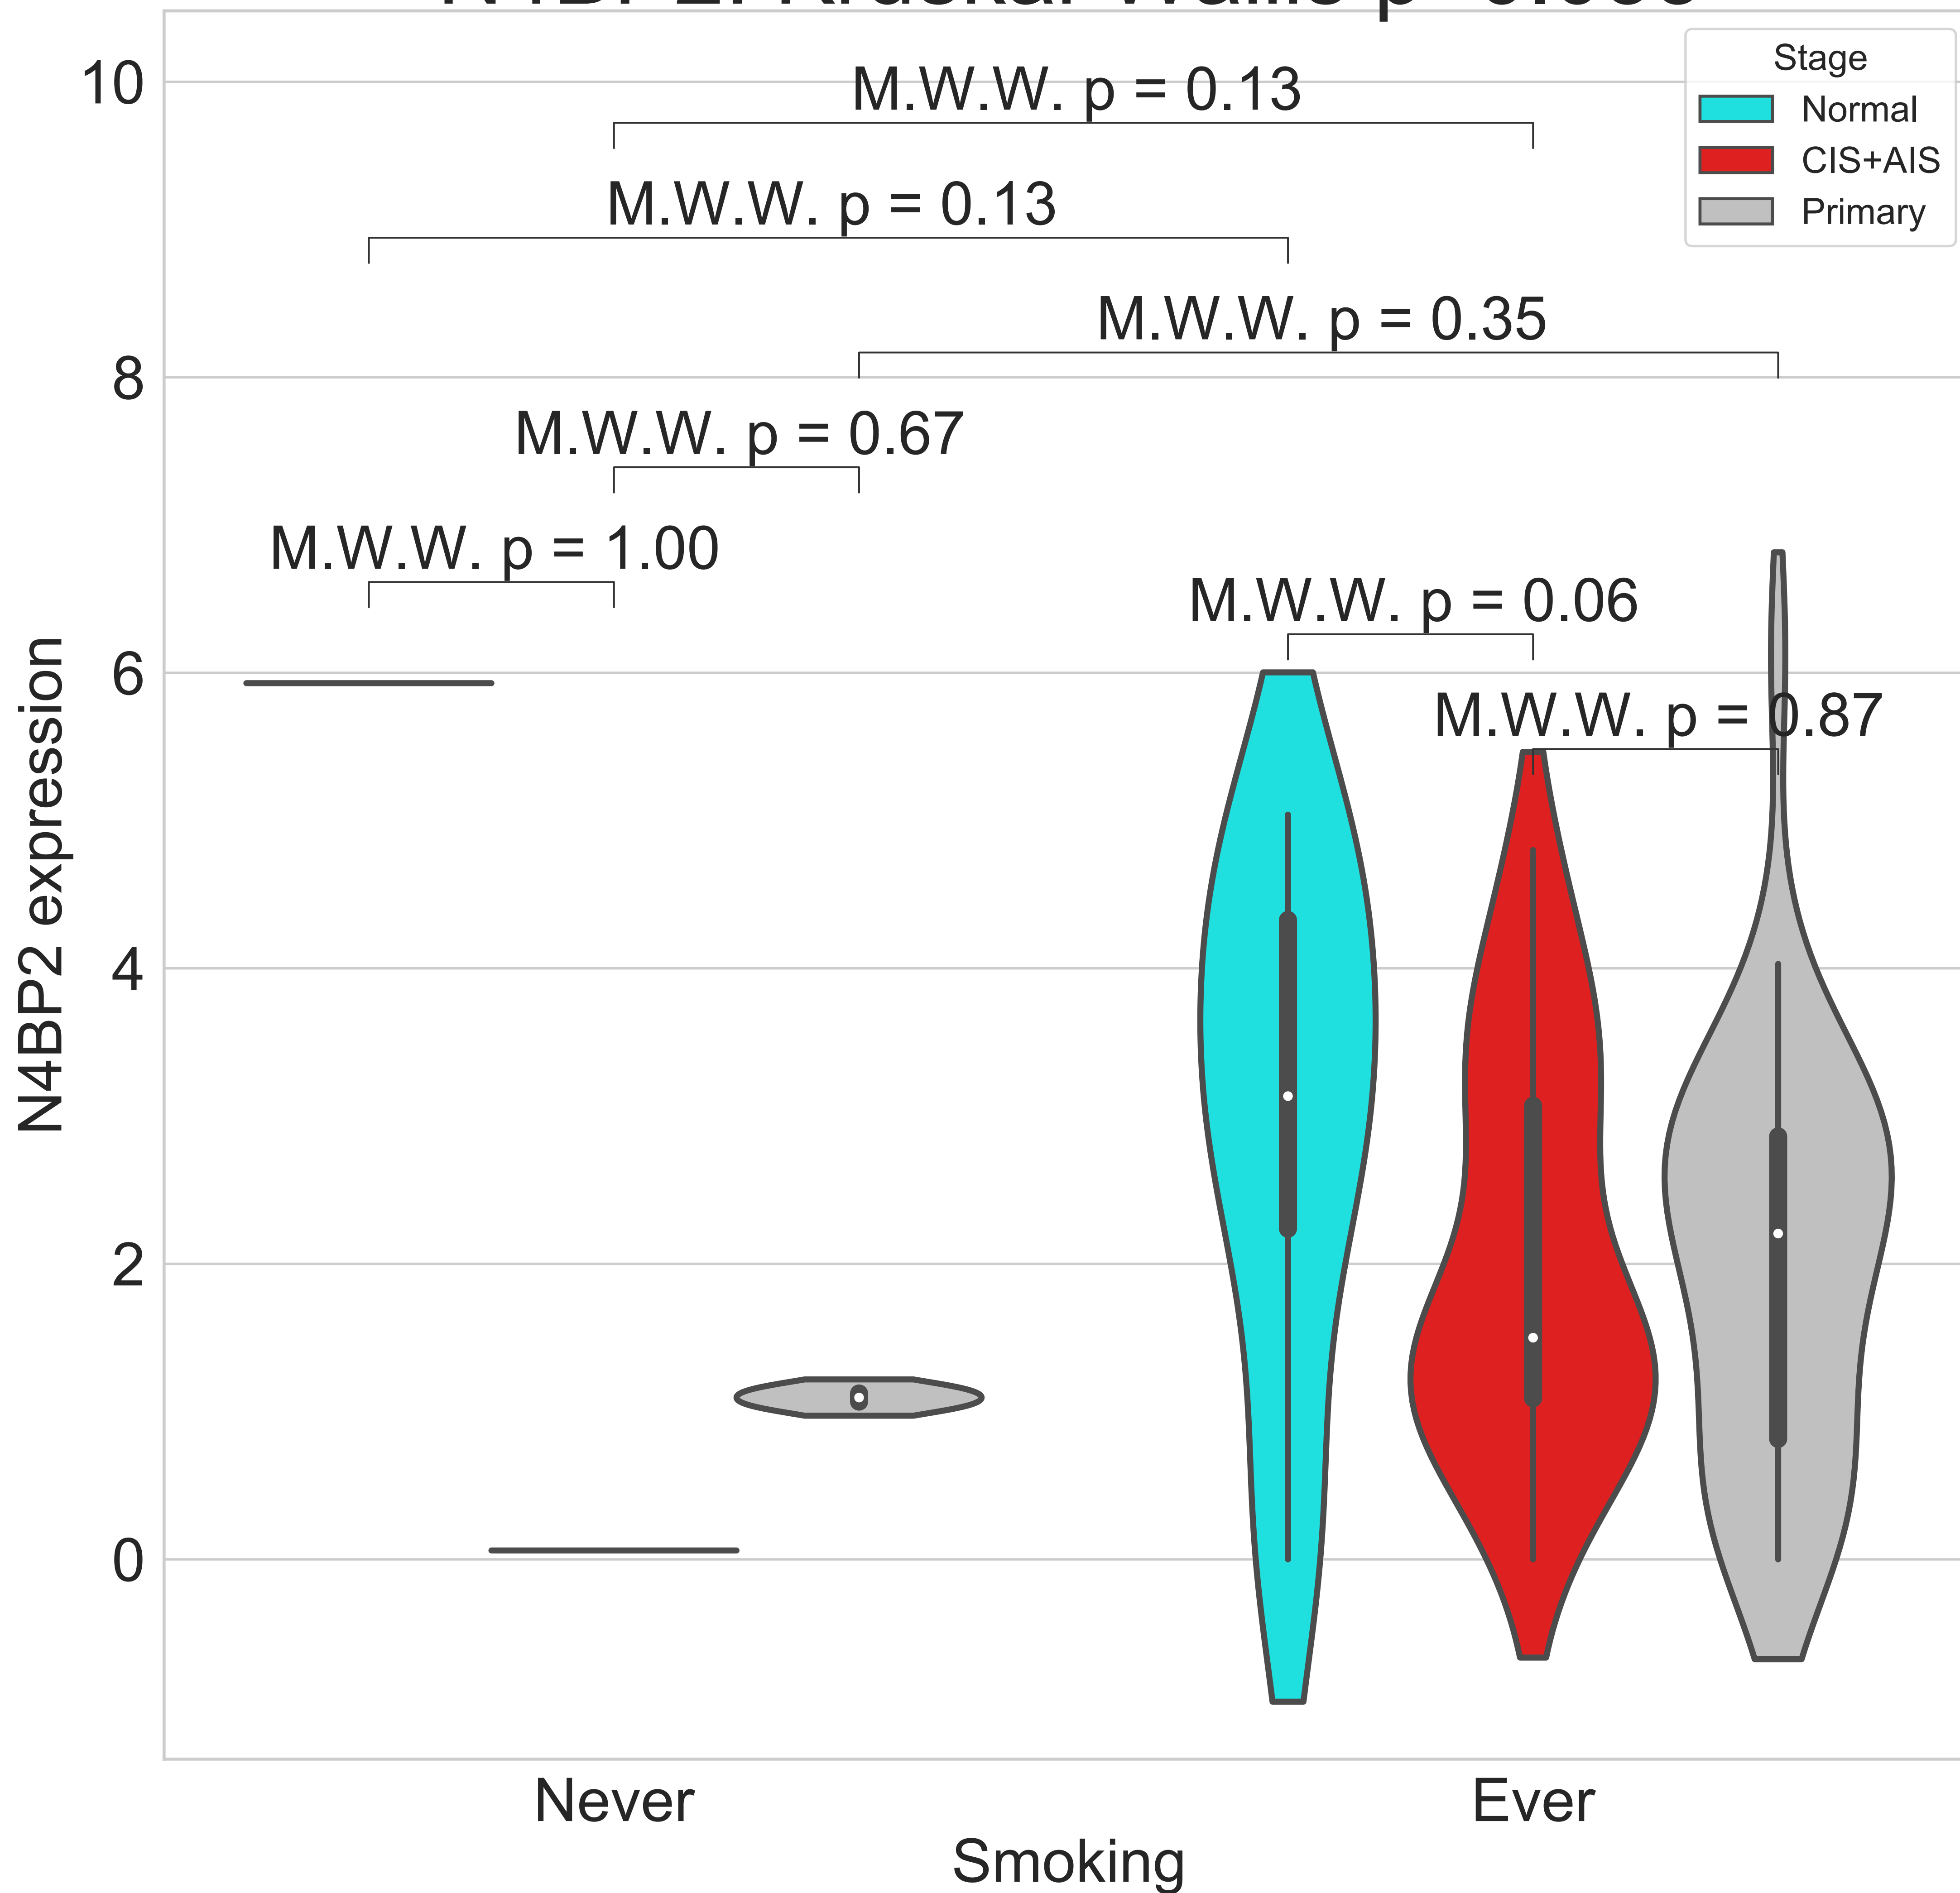 Stage
Normal
CIS+AIS
Primary
M.W.W. p = 0.13
M.W.W. p = 0.13
M.W.W. p = 0.35
M.W.W. p = 0.67
M.W.W. p = 1.00
M.W.W. p = 0.06
M.W.W. p = 0.87
10
8
6
4
2
0
N4BP2 expression
Never
Ever
Smoking